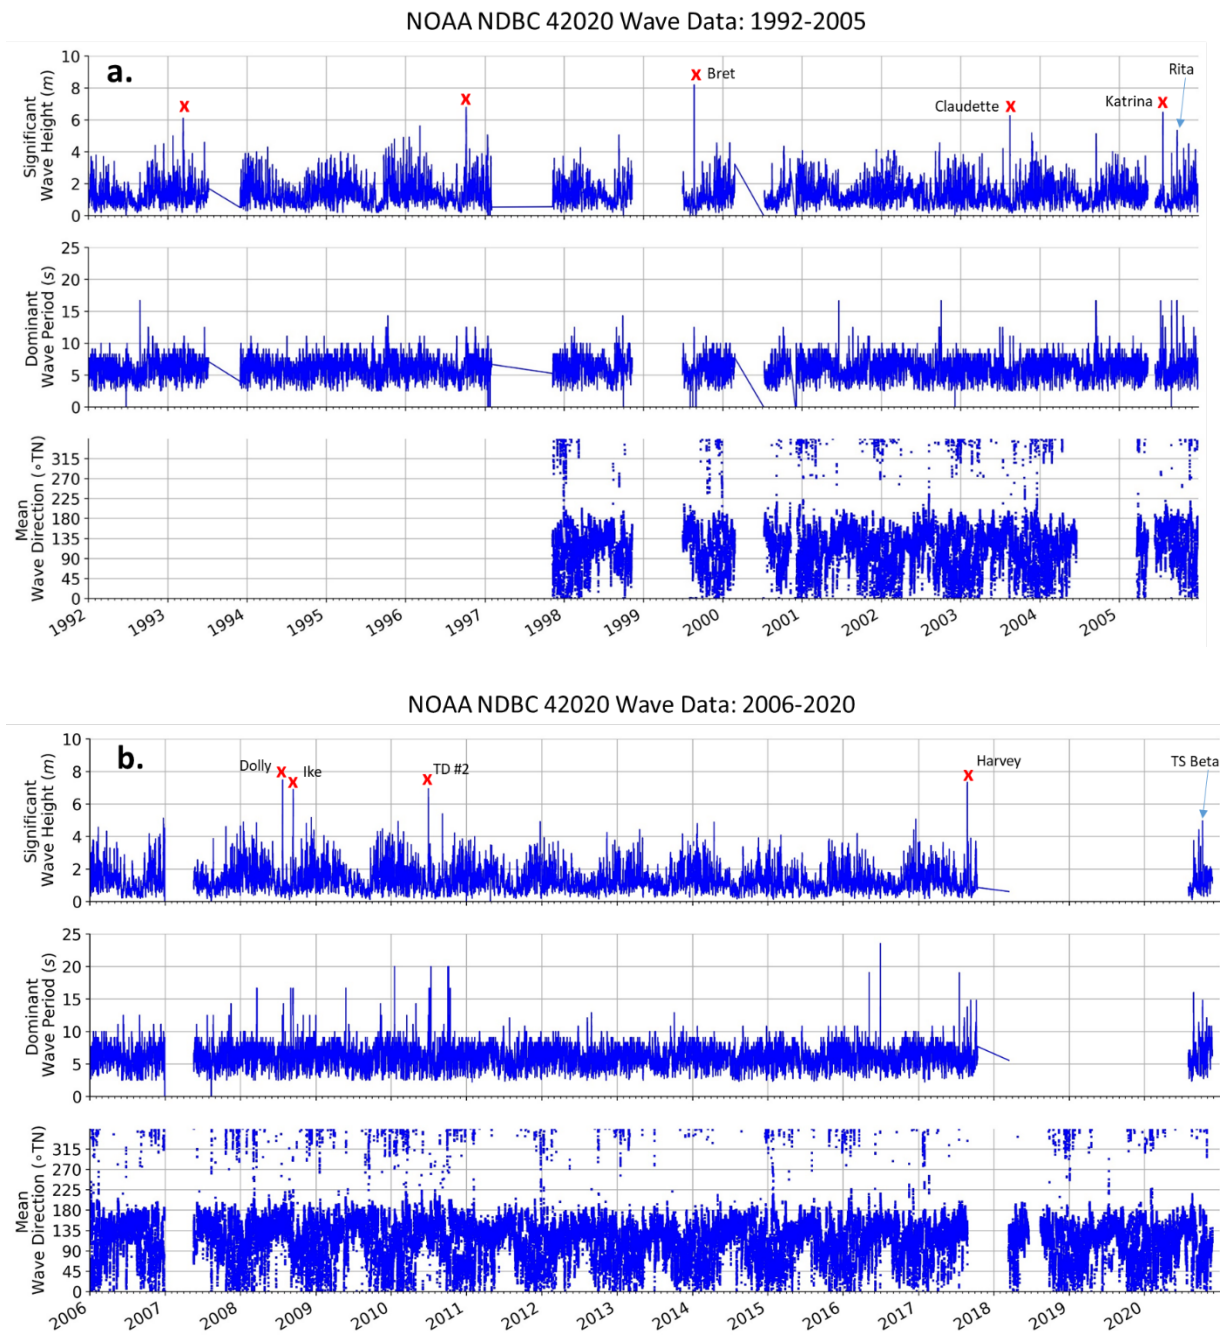 NOAA NDBC 42020 Wave Data: 1992-2005
a.
Significant
Wave Height (m)
10
8
6
4
2
0
X
X
X Bret
Claudette X
Katrina X
Rita
Dominant
Wave Period (s)
25
20
15
10
5
0
Mean
Wave Direction (∘TN)
315
270
225
180
135
90
45
0
1992 1993 1994 1995 1996 1997 1998 1999 2000 2001 2002 2003 2004 2005
NOAA NDBC 42020 Wave Data: 2006-2020
b.
Significant
Wave Height (m)
10
8
6
4
2
0
Dolly X
X Ike
X TD #2
X Harvey
TS Beta
Dominant
Wave Period (s)
25
20
15
10
5
0
Mean
Wave Direction (∘TN)
315
270
225
180
135
90
45
0
2006 2007 2008 2009 2010 2011 2012 2013 2014 2015 2016 2017 2018 2019 2020